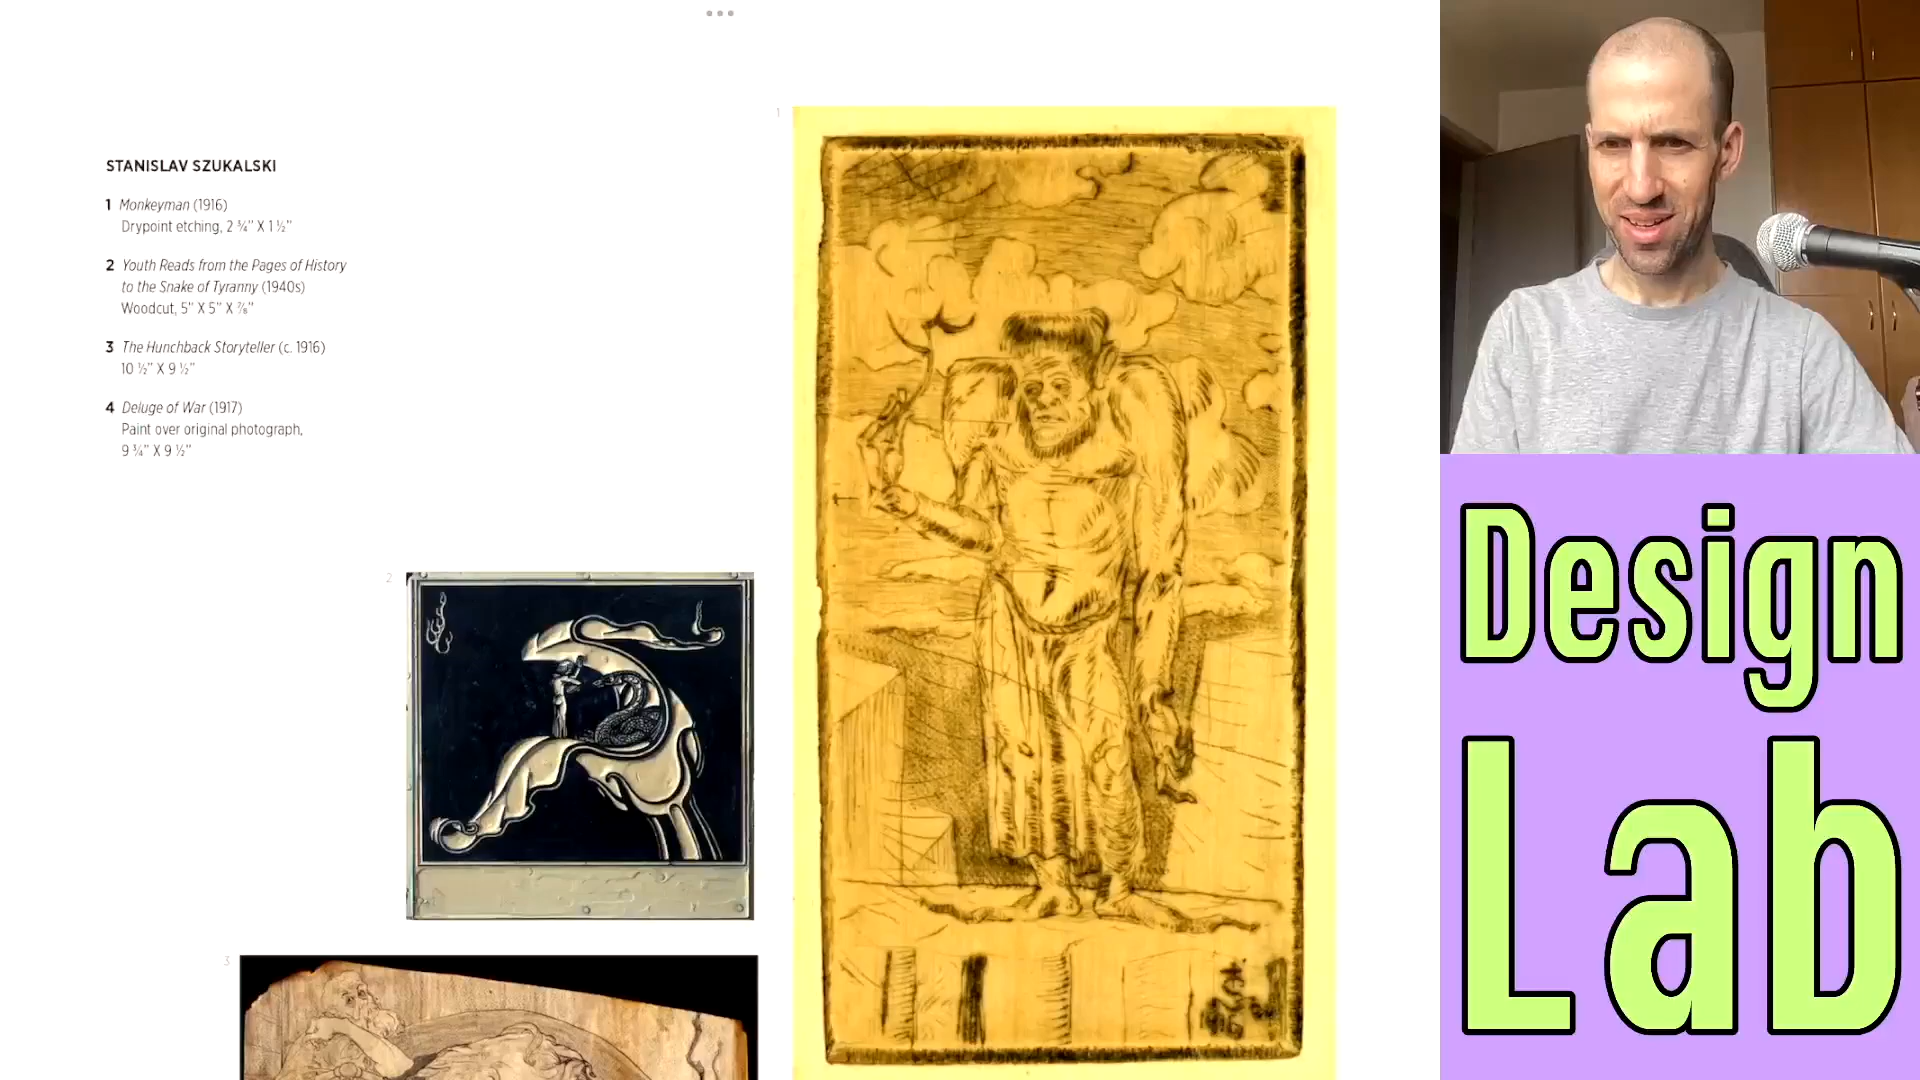 STANISLAV SZUKALSKI
1 Monkeyman (1916)
Drypoint etching, 2 ¾” X 1 ½”
2 Youth Reads from the Pages of History
to the Snake of Tyranny (1940s)
Woodcut, 5” X 5” X ⅞”
3 The Hunchback Storyteller (c. 1916)
10 ½” X 9 ½”
4 Deluge of War (1917)
Paint over original photograph,
9 ¾” X 9 ½”
1
2
3
Design
Lab